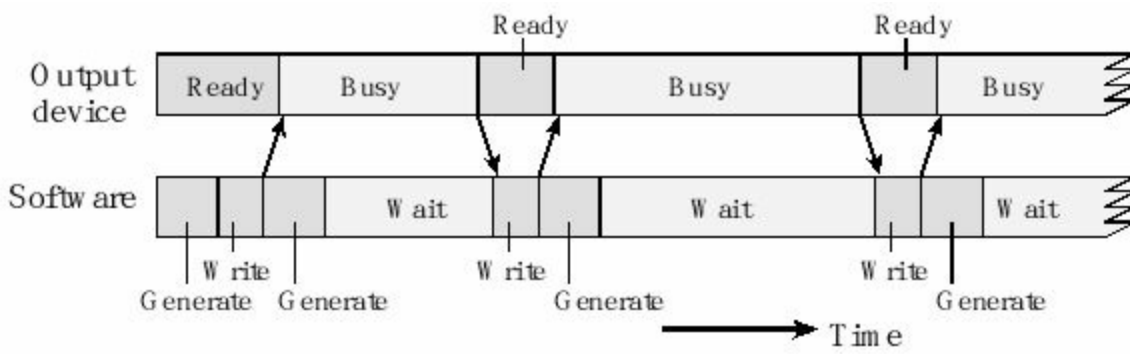 Ready
Ready
Output
device
Ready
Busy
Busy
Busy
Software
Wait
Wait
Wait
Write
Write
Write
Generate
Generate
Generate
Generate
Time